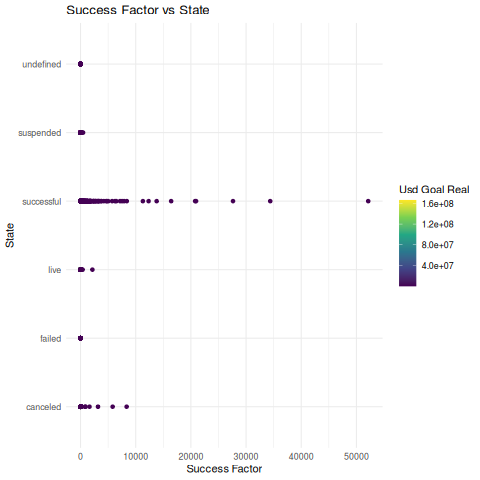 Success Factor vs State
undefined
suspended
successful
live
failed
canceled
State
0 10000 20000 30000 40000 50000
Success Factor
Usd Goal Real
1.6e+08
1.2e+08
8.0e+07
4.0e+07